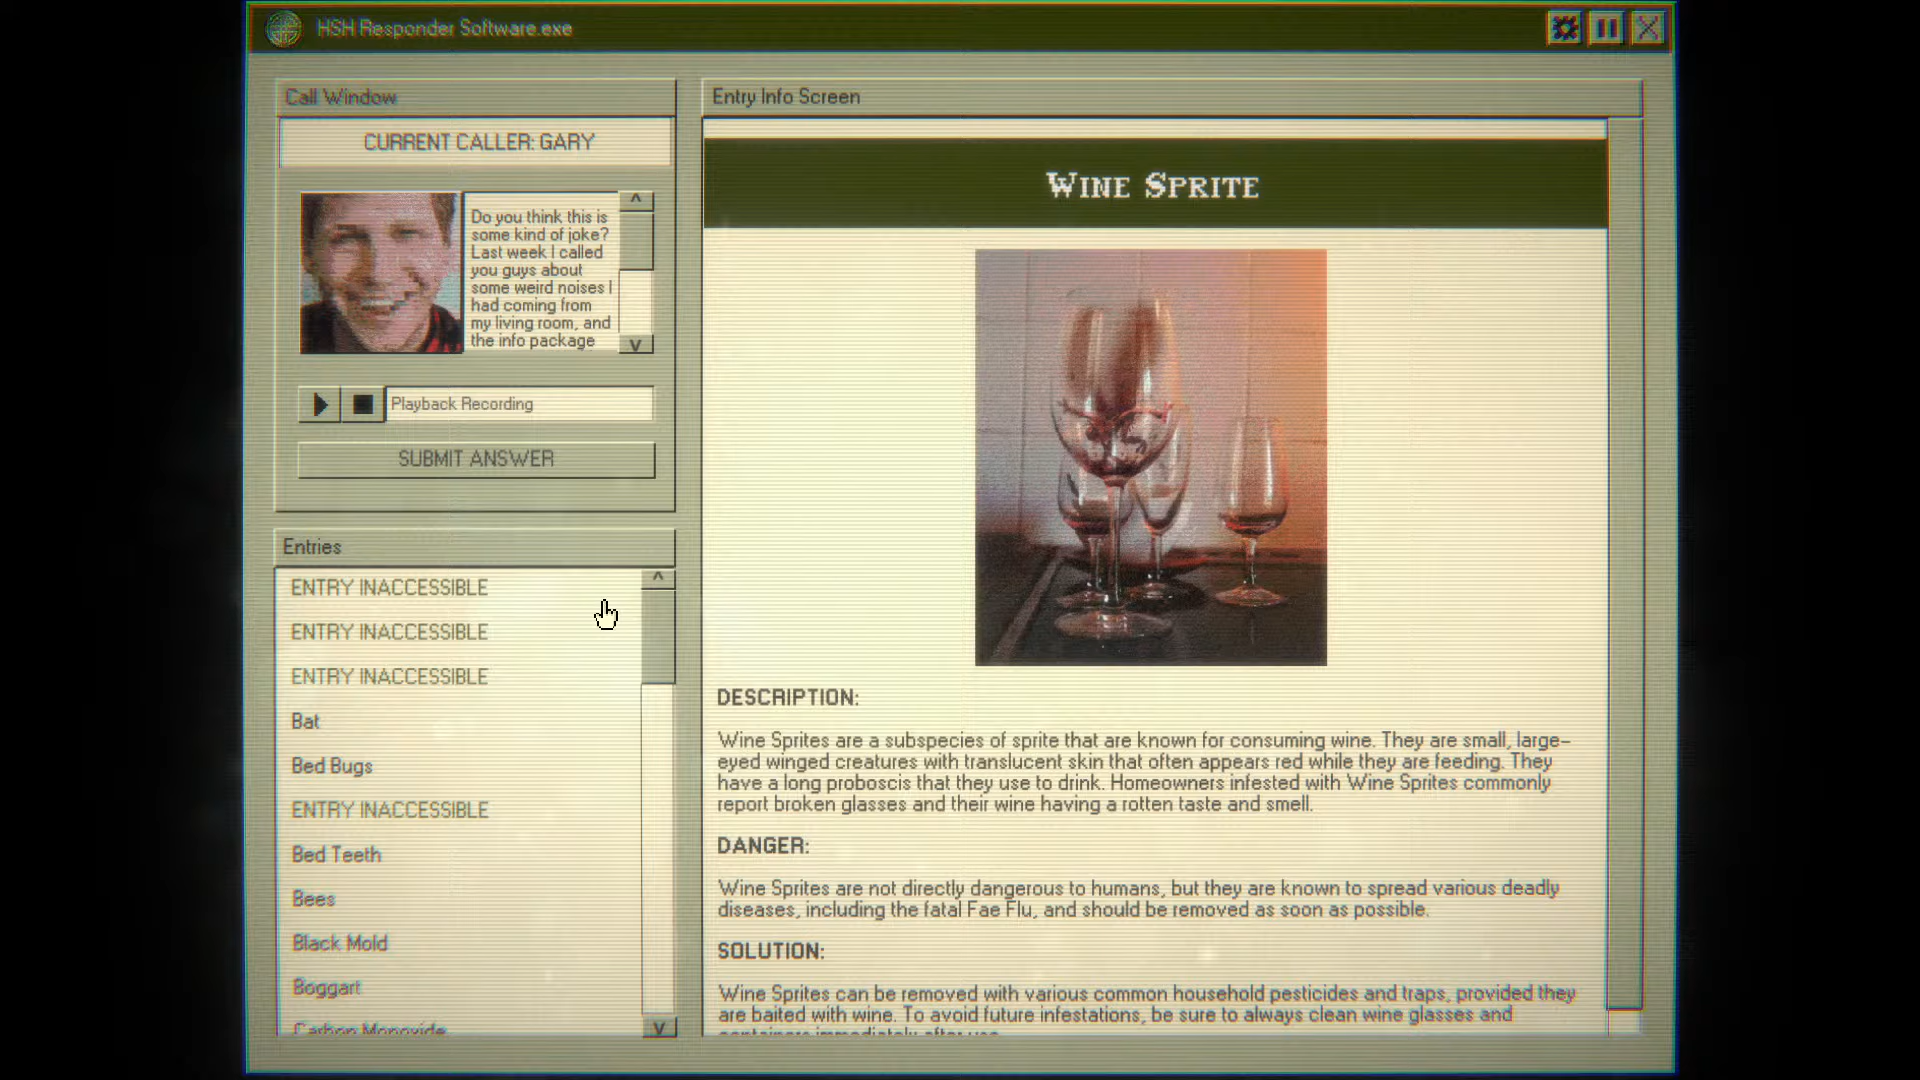 HSH Responder Software.exe
Call Window
CURRENT CALLER: GARY
Do you think this is
some kind of joke?
Last week I called
you guys about
some weird noises I
had coming from
my living room, and
the info package
Playback Recording
SUBMIT ANSWER
Entries
ENTRY INACCESSIBLE
ENTRY INACCESSIBLE
ENTRY INACCESSIBLE
Bat
Bed Bugs
ENTRY INACCESSIBLE
Bed Teeth
Bees
Black Mold
Boggart
Carbon Monoxide
Entry Info Screen
WINE SPRITE
DESCRIPTION:
Wine Sprites are a subspecies of sprite that are known for consuming wine. They are small, large-
eyed winged creatures with translucent skin that often appears red while they are feeding. They
have a long proboscis that they use to drink. Homeowners infested with Wine Sprites commonly
report broken glasses and their wine having a rotten taste and smell.
DANGER:
Wine Sprites are not directly dangerous to humans, but they are known to spread various deadly
diseases, including the fatal Fae Flu, and should be removed as soon as possible.
SOLUTION:
Wine Sprites can be removed with various common household pesticides and traps, provided they
are baited with wine. To avoid future infestations, be sure to always clean wine glasses and
containers immediately after use.